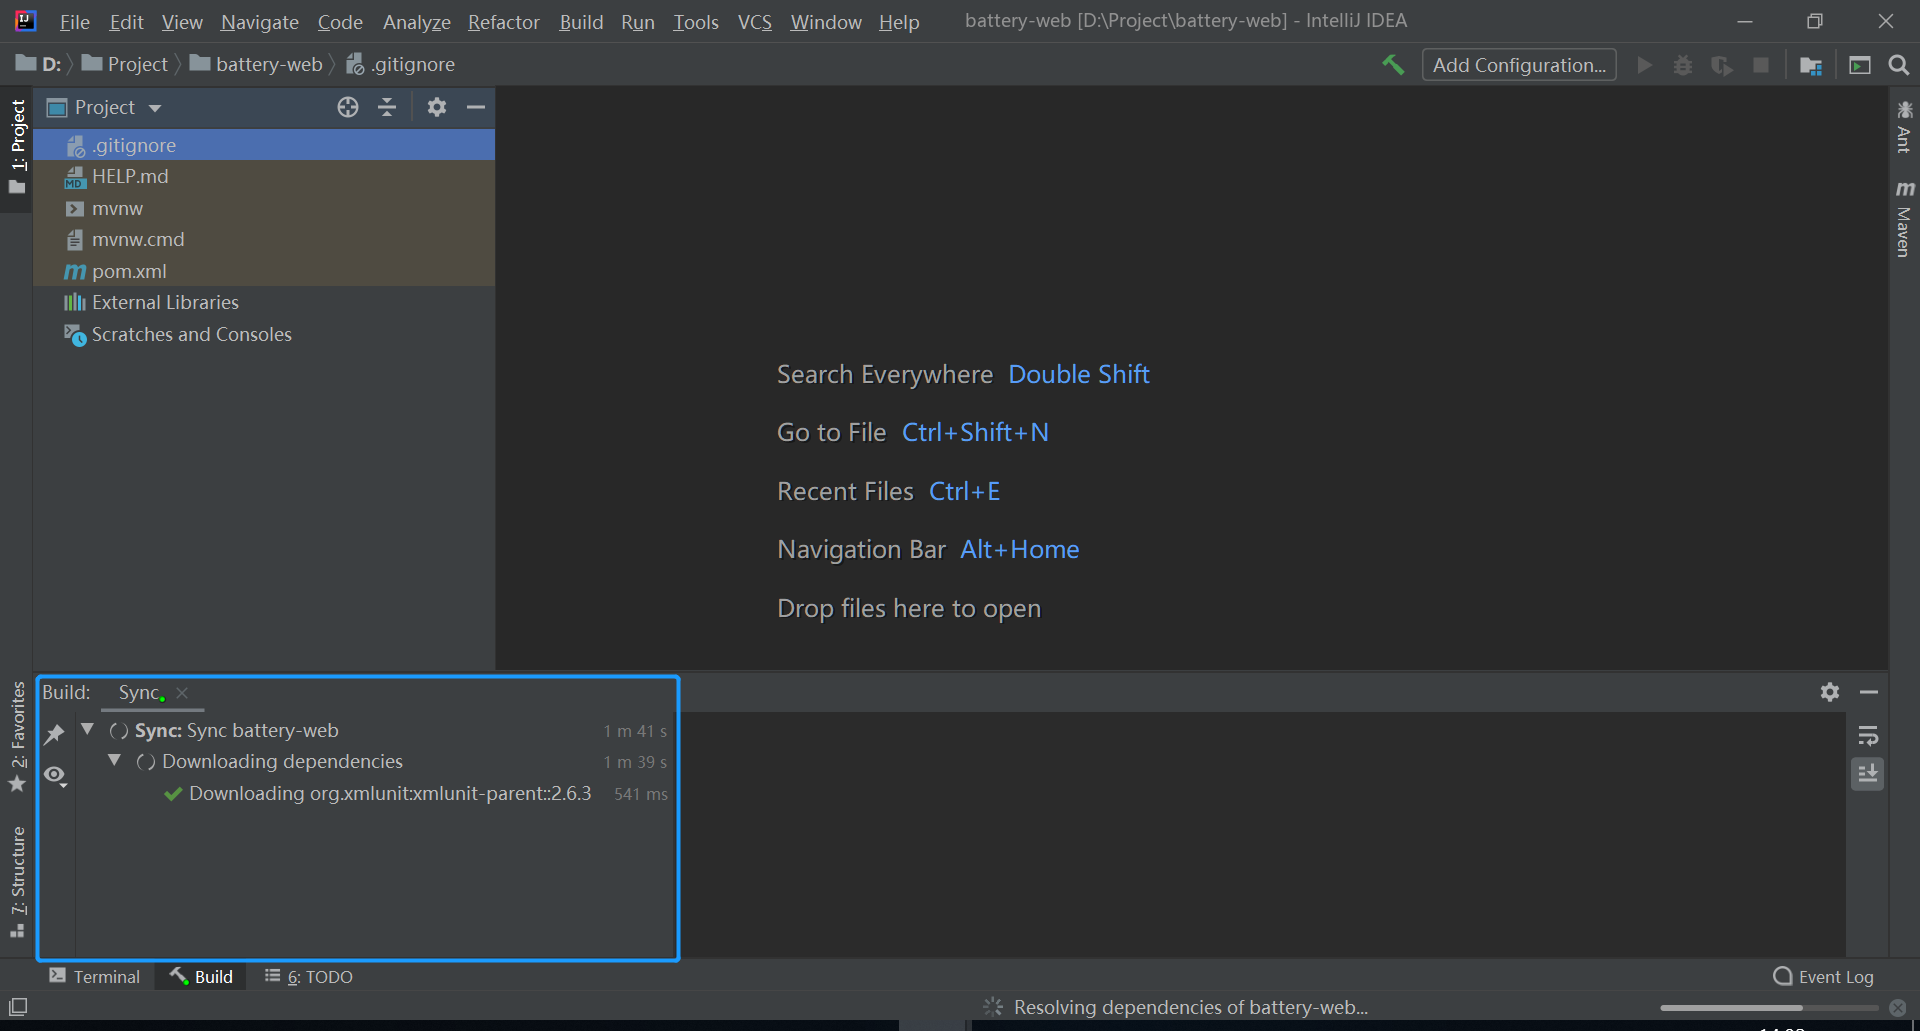 File Edit View Navigate Code Analyze Refactor Build Run Tools VCS Window Help battery-web [D:\Project\battery-web] - IntelliJ IDEA
D: Project battery-web .gitignore Add Configuration...
1: Project
Project
.gitignore
HELP.md
mvnw
mvnw.cmd
pom.xml
External Libraries
Scratches and Consoles
Ant
Maven
Search Everywhere Double Shift
Go to File Ctrl+Shift+N
Recent Files Ctrl+E
Navigation Bar Alt+Home
Drop files here to open
2: Favorites
7: Structure
Build: Sync
Sync: Sync battery-web 1 m 41 s
Downloading dependencies 1 m 39 s
Downloading org.xmlunit:xmlunit-parent::2.6.3 541 ms
Terminal Build 6: TODO Event Log
Resolving dependencies of battery-web...